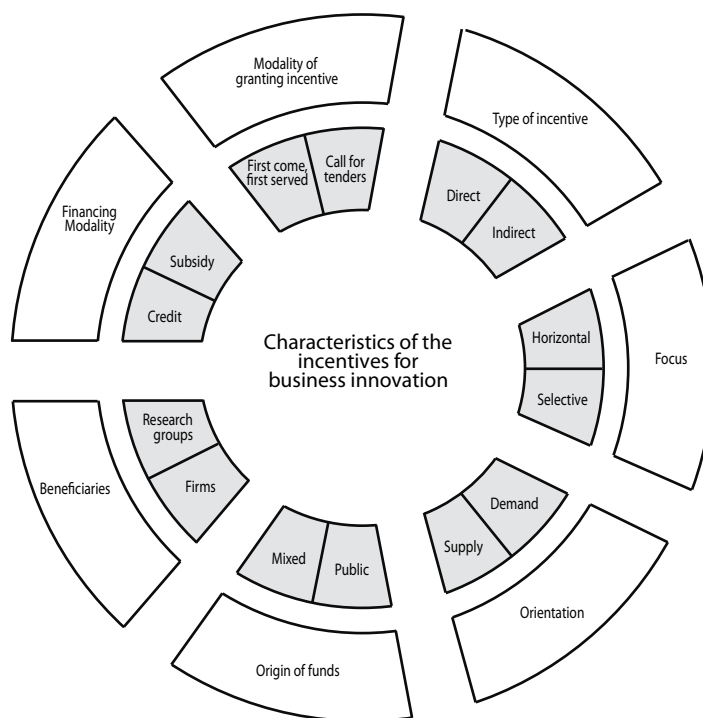 Modality of
granting incentive
First come,
first served
Call for
tenders
Type of incentive
Direct
Indirect
Focus
Horizontal
Selective
Orientation
Demand
Supply
Origin of funds
Public
Mixed
Beneficiaries
Research
groups
Firms
Financing
Modality
Subsidy
Credit
Characteristics of the
incentives for
business innovation